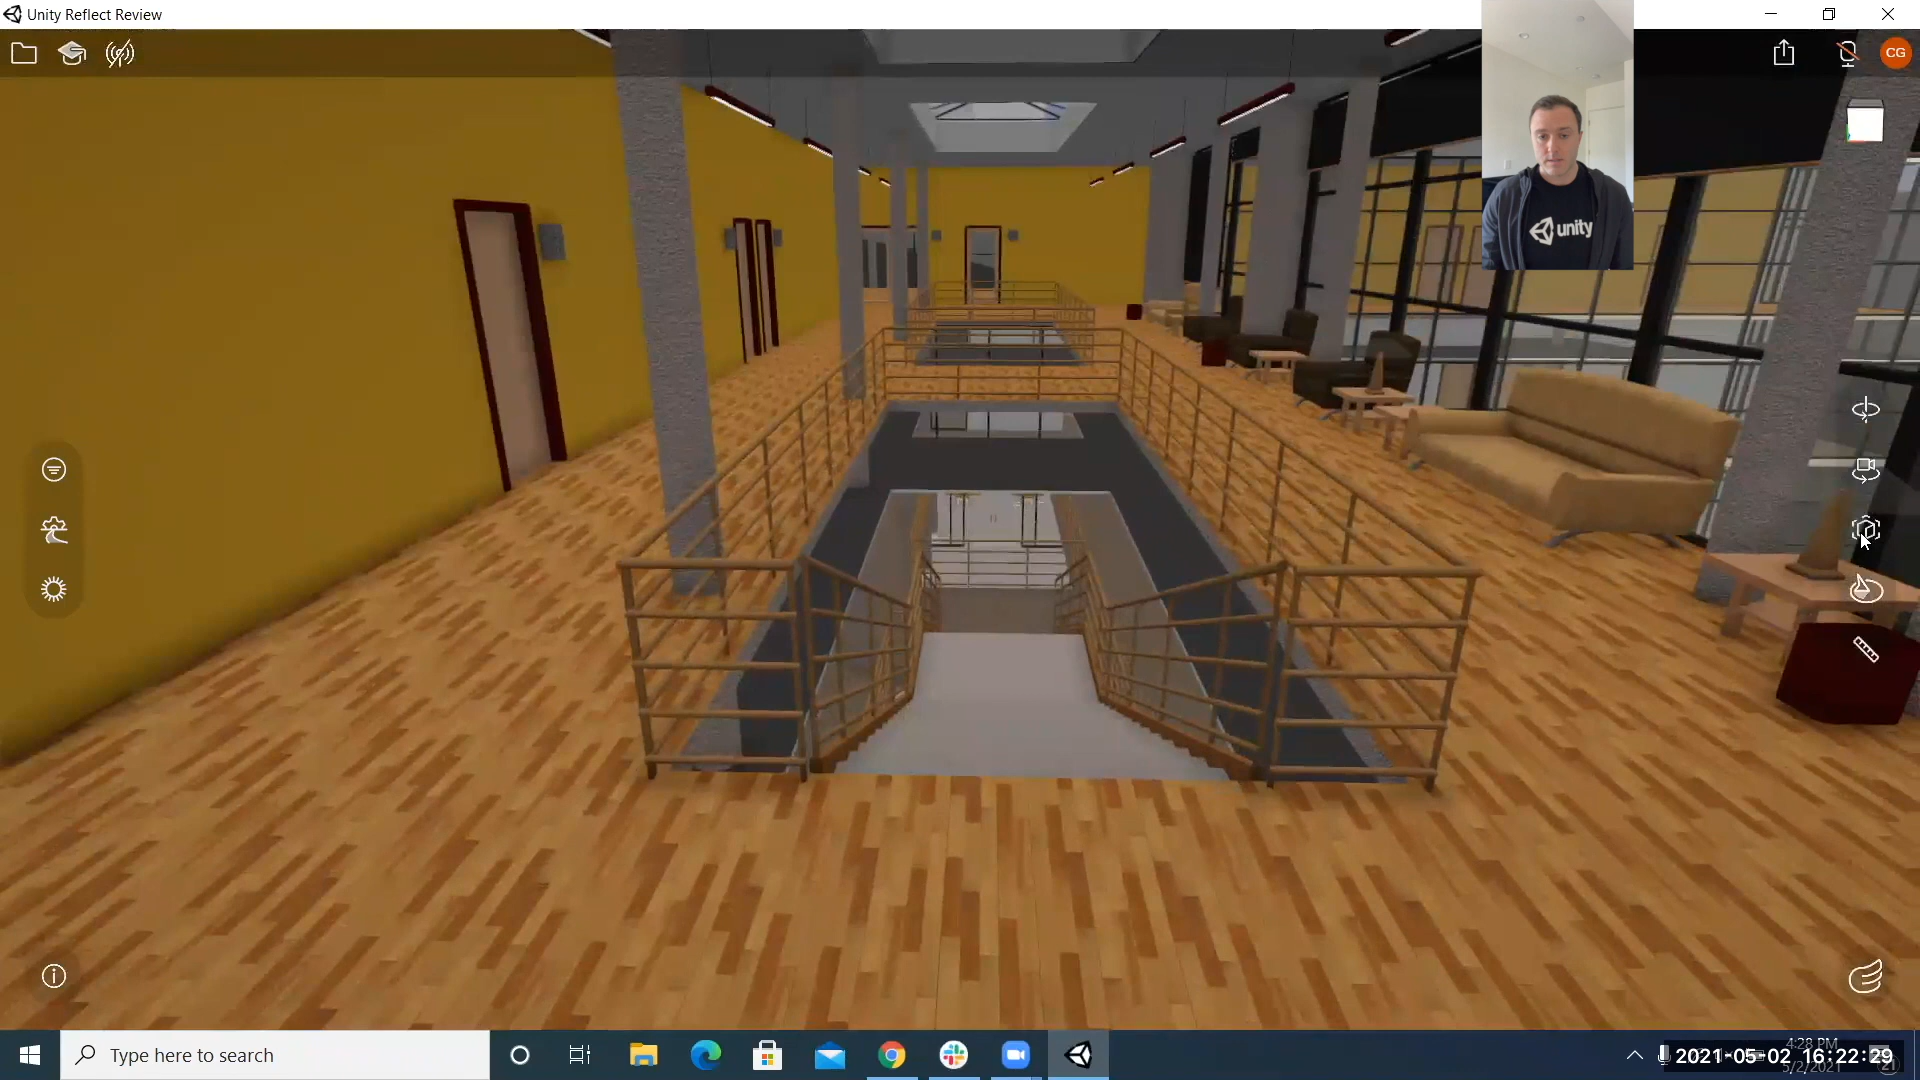 Unity Reflect Review
CG
unity
Type here to search
4:28 PM
2021-05-02 16:22:29
5/2/2021
21